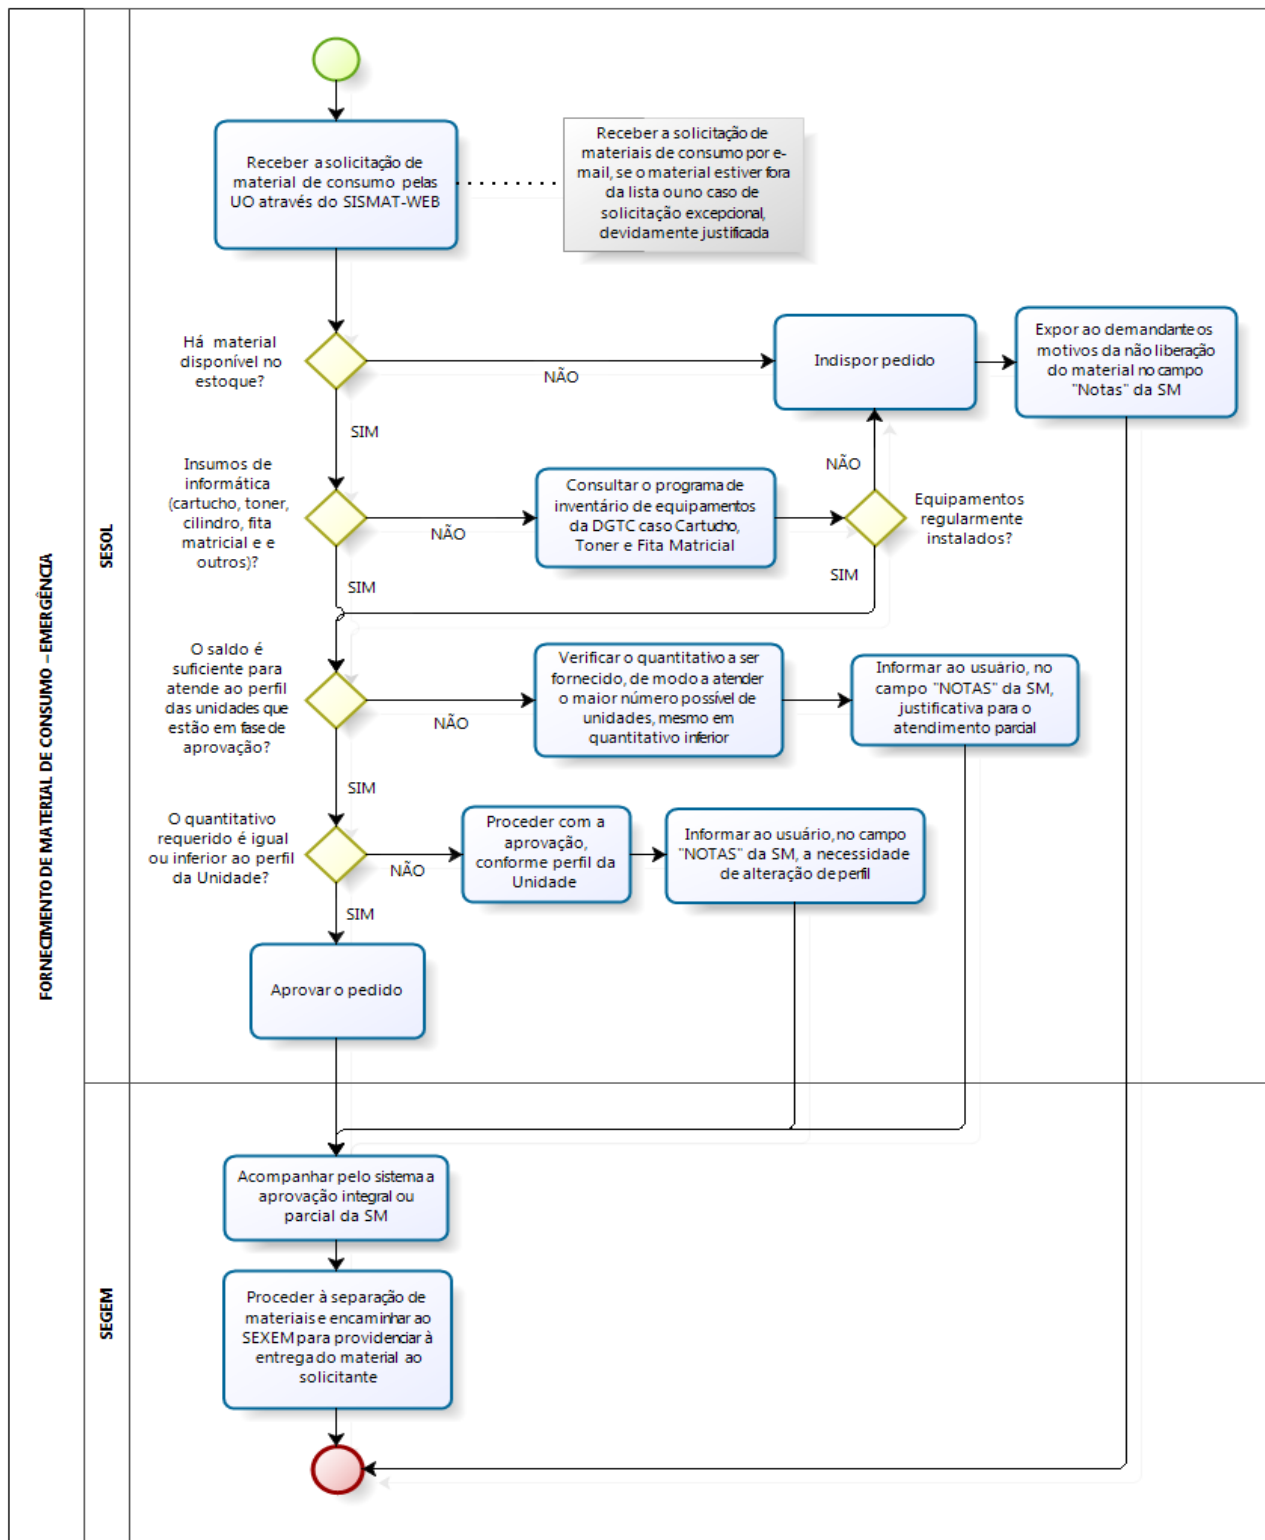 FORNECIMENTO DE MATERIAL DE CONSUMO – EMERGÊNCIA
SESOL
Receber a solicitação de
material de consumo pelas
UO através do SISMAT-WEB
Receber a solicitação de
materiais de consumo por e-
mail, se o material estiver fora
da lista ou no caso de
solicitação excepcional,
devidamente justificada
Há material
disponível no
estoque?
NÃO
Indispor pedido
Expor ao demandante os
motivos da não liberação
do material no campo
"Notas" da SM
SIM
Insumos de
informática
(cartucho, toner,
cilindro, fita
matricial e e
outros)?
NÃO
Consultar o programa de
inventário de equipamentos
da DGTC caso Cartucho,
Toner e Fita Matricial
NÃO
Equipamentos
regularmente
instalados?
SIM
SIM
O saldo é
suficiente para
atende ao perfil
das unidades que
estão em fase de
aprovação?
NÃO
Verificar o quantitativo a ser
fornecido, de modo a atender
o maior número possível de
unidades, mesmo em
quantitativo inferior
Informar ao usuário, no
campo "NOTAS" da SM,
justificativa para o
atendimento parcial
SIM
O quantitativo
requerido é igual
ou inferior ao perfil
da Unidade?
NÃO
Proceder com a
aprovação,
conforme perfil da
Unidade
Informar ao usuário, no campo
"NOTAS" da SM, a necessidade
de alteração de perfil
SIM
Aprovar o pedido
SEGEM
Acompanhar pelo sistema a
aprovação integral ou
parcial da SM
Proceder à separação de
materiais e encaminhar ao
SEXEM para providenciar à
entrega do material ao
solicitante